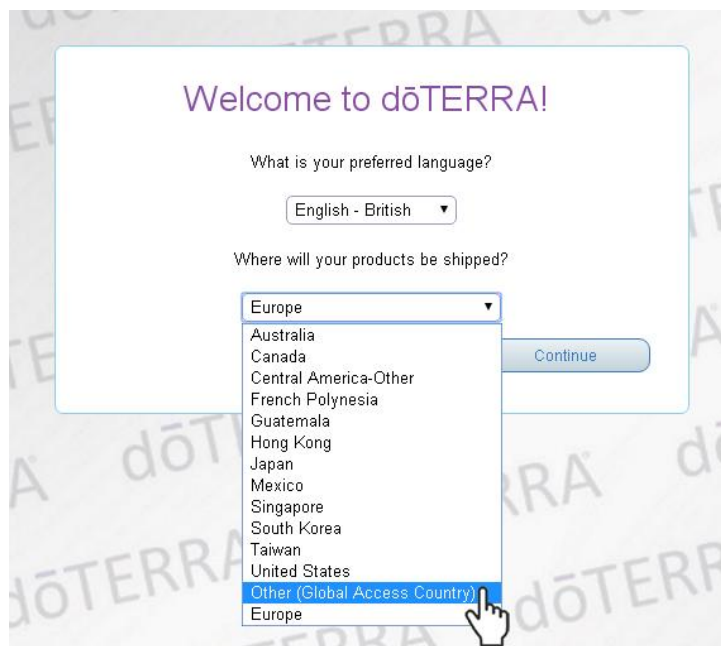 Welcome to dōTERRA!
What is your preferred language?
English - British
Where will your products be shipped?
Europe
Australia
Canada
Central America-Other
French Polynesia
Guatemala
Hong Kong
Japan
Mexico
Singapore
South Korea
Taiwan
United States
Other (Global Access Country)
Europe
Continue
dōTERRA